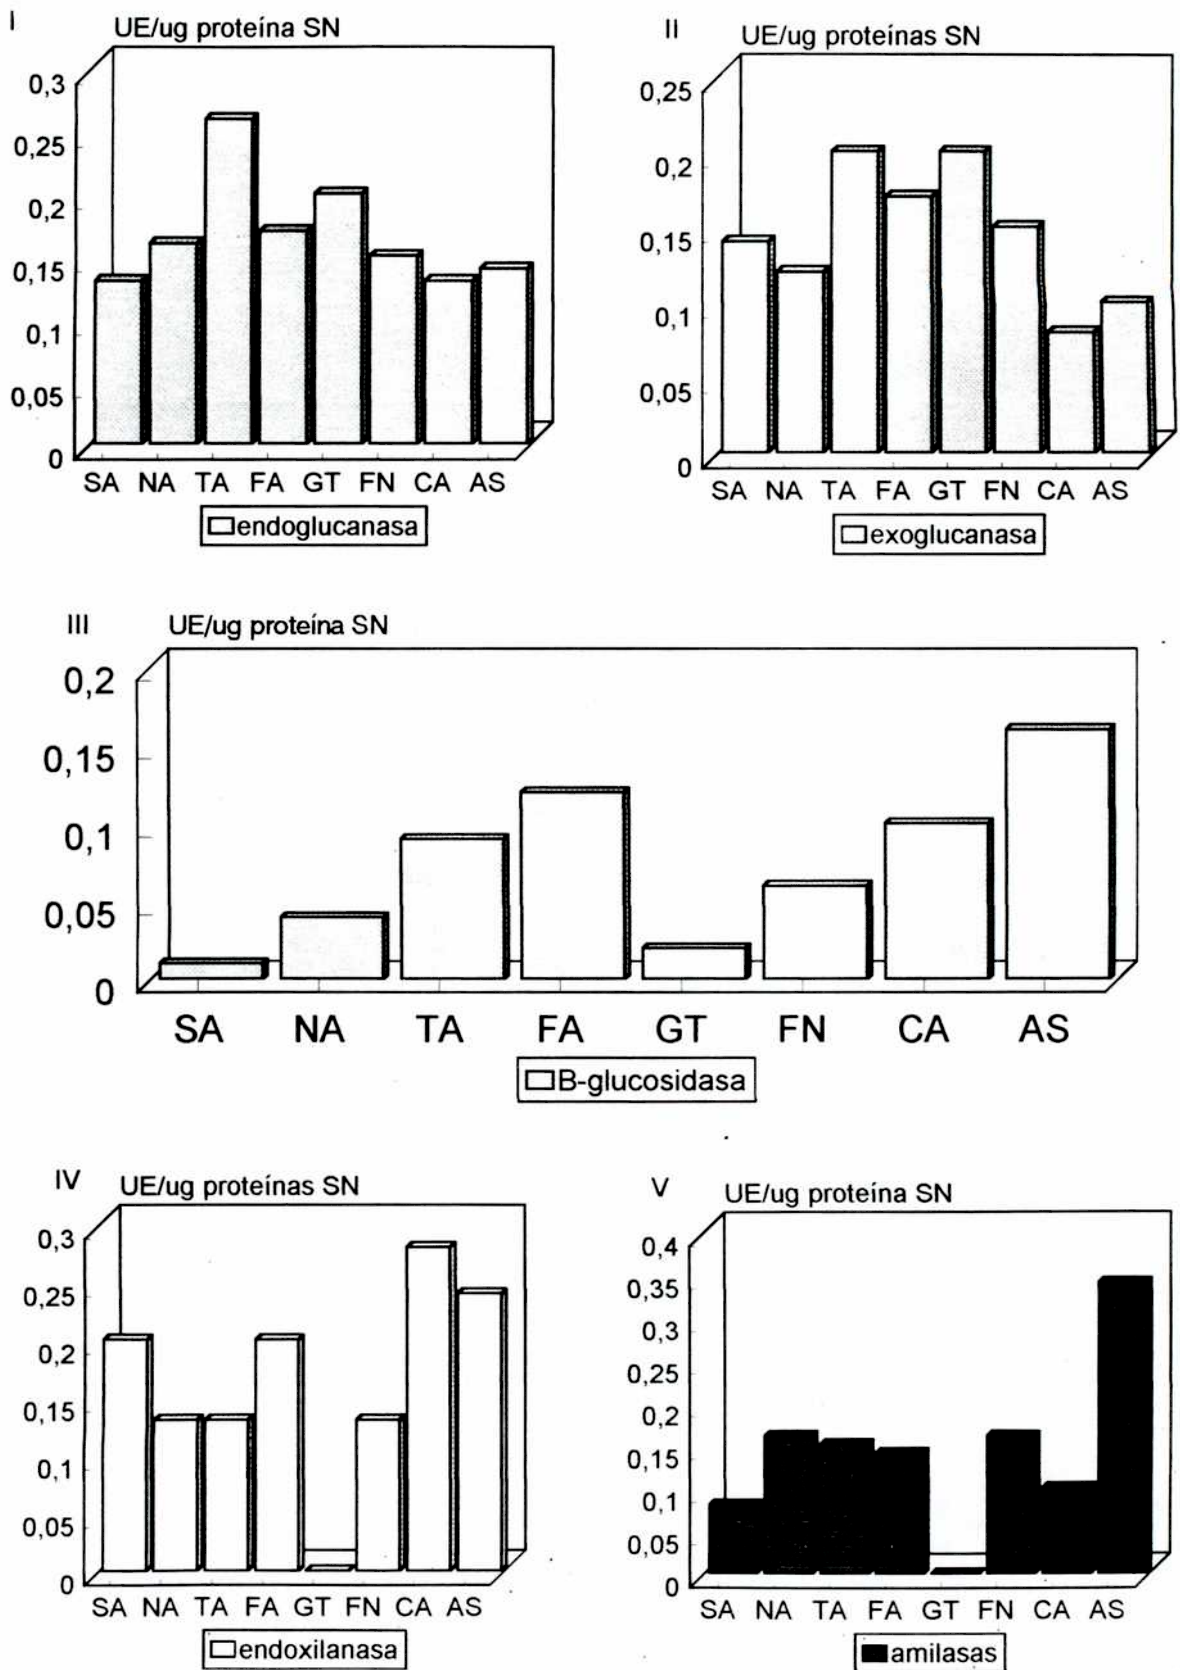 I
UE/ug proteína SN
0,3
0,25
0,2
0,15
0,1
0,05
0
SA NA TA FA GT FN CA AS
endoglucanasa
II
UE/ug proteínas SN
0,25
0,2
0,15
0,1
0,05
0
SA NA TA FA GT FN CA AS
exoglucanasa
III
UE/ug proteína SN
0,2
0,15
0,1
0,05
0
SA NA TA FA GT FN CA AS
B-glucosidasa
IV
UE/ug proteínas SN
0,3
0,25
0,2
0,15
0,1
0,05
0
SA NA TA FA GT FN CA AS
endoxilanasa
V
UE/ug proteína SN
0,4
0,35
0,3
0,25
0,2
0,15
0,1
0,05
0
SA NA TA FA GT FN CA AS
amilasas